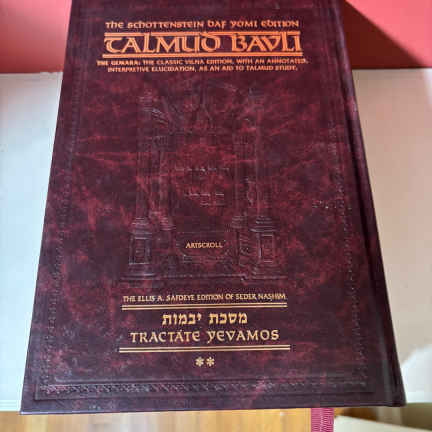 THE SCHOTTENSTEIN DAF YOMI EDITION
TALMUD BAVLI
THE GEMARA: THE CLASSIC VILNA EDITION, WITH AN ANNOTATED,
INTERPRETIVE ELUCIDATION, AS AN AID TO TALMUD STUDY,
ARTSCROLL
THE ELLIS A. SAFDEYE EDITION OF SEDER NASHIM
מסכת יבמות
TRACTATE YEVAMOS
**